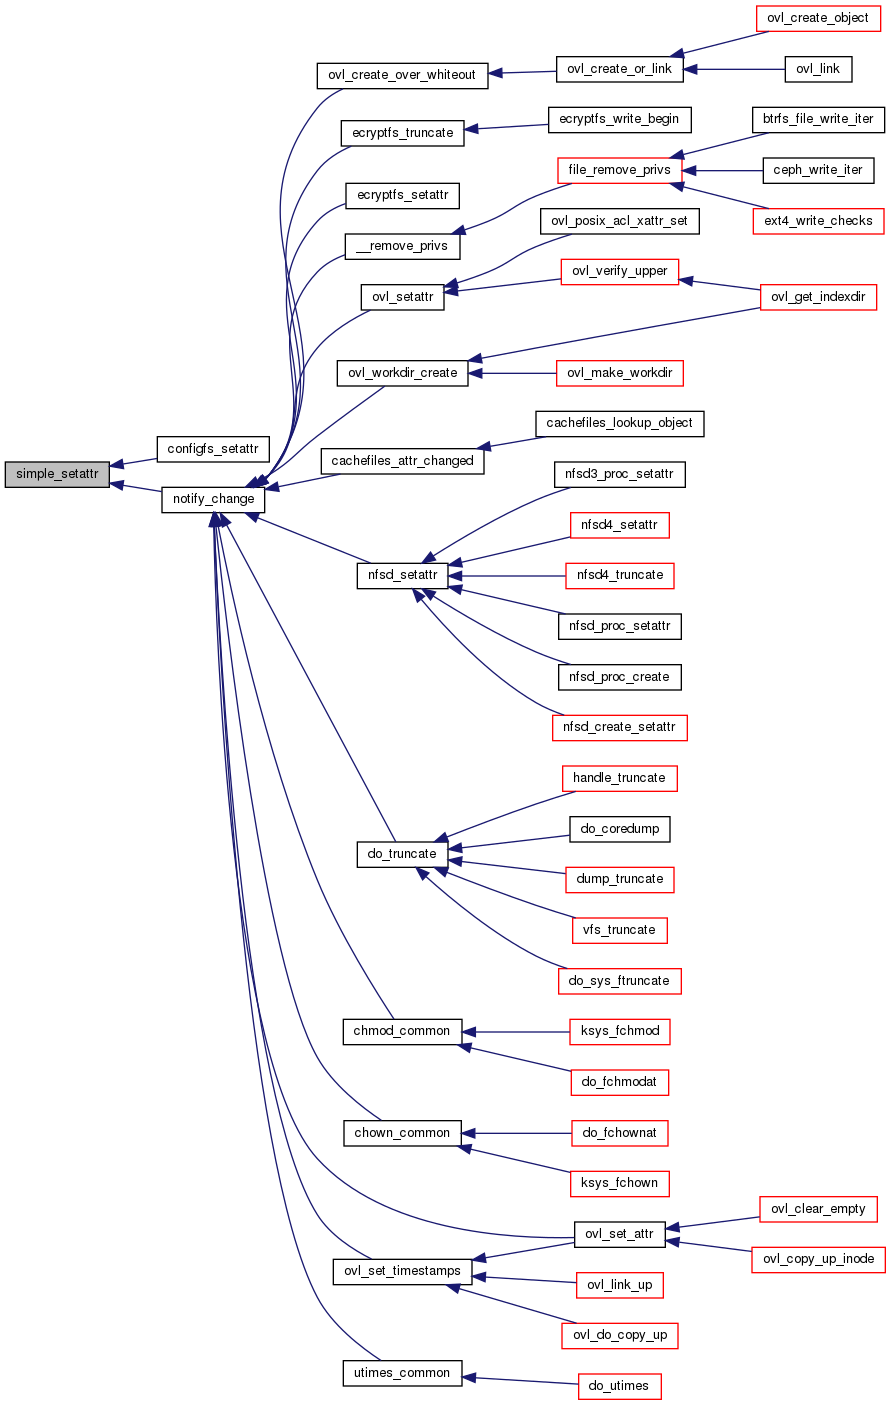 ovl_create_object
ovl_create_over_whiteout
ovl_create_or_link
ovl_link
ecryptfs_truncate
ecryptfs_write_begin
btrfs_file_write_iter
file_remove_privs
ceph_write_iter
ecryptfs_setattr
ovl_posix_acl_xattr_set
ext4_write_checks
__remove_privs
ovl_verify_upper
ovl_setattr
ovl_get_indexdir
ovl_workdir_create
ovl_make_workdir
cachefiles_lookup_object
configfs_setattr
cachefiles_attr_changed
simple_setattr
nfsd3_proc_setattr
notify_change
nfsd4_setattr
nfsd_setattr
nfsd4_truncate
nfsd_proc_setattr
nfsd_proc_create
nfsd_create_setattr
handle_truncate
do_coredump
do_truncate
dump_truncate
vfs_truncate
do_sys_ftruncate
chmod_common
ksys_fchmod
do_fchmodat
chown_common
do_fchownat
ksys_fchown
ovl_clear_empty
ovl_set_attr
ovl_copy_up_inode
ovl_set_timestamps
ovl_link_up
ovl_do_copy_up
utimes_common
do_utimes